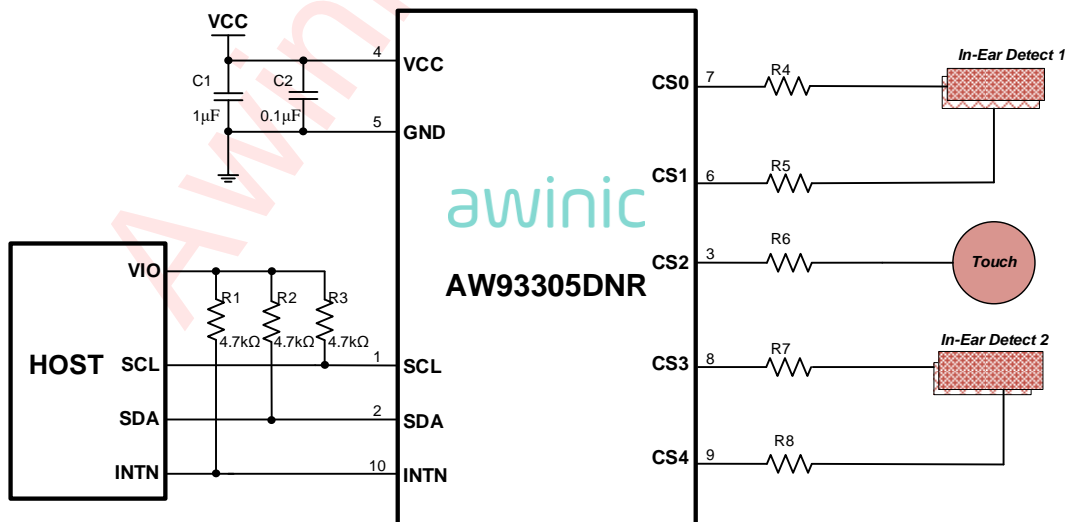 VCC
C1
1μF
C2
0.1μF
4
VCC
5
GND
awinic
AW93305DNR
CS0
7
R4
In-Ear Detect 1
CS1
6
R5
CS2
3
R6
Touch
CS3
8
R7
In-Ear Detect 2
CS4
9
R8
HOST
VIO
SCL
SDA
INTN
R1
4.7kΩ
R2
4.7kΩ
R3
4.7kΩ
1
SCL
2
SDA
10
INTN